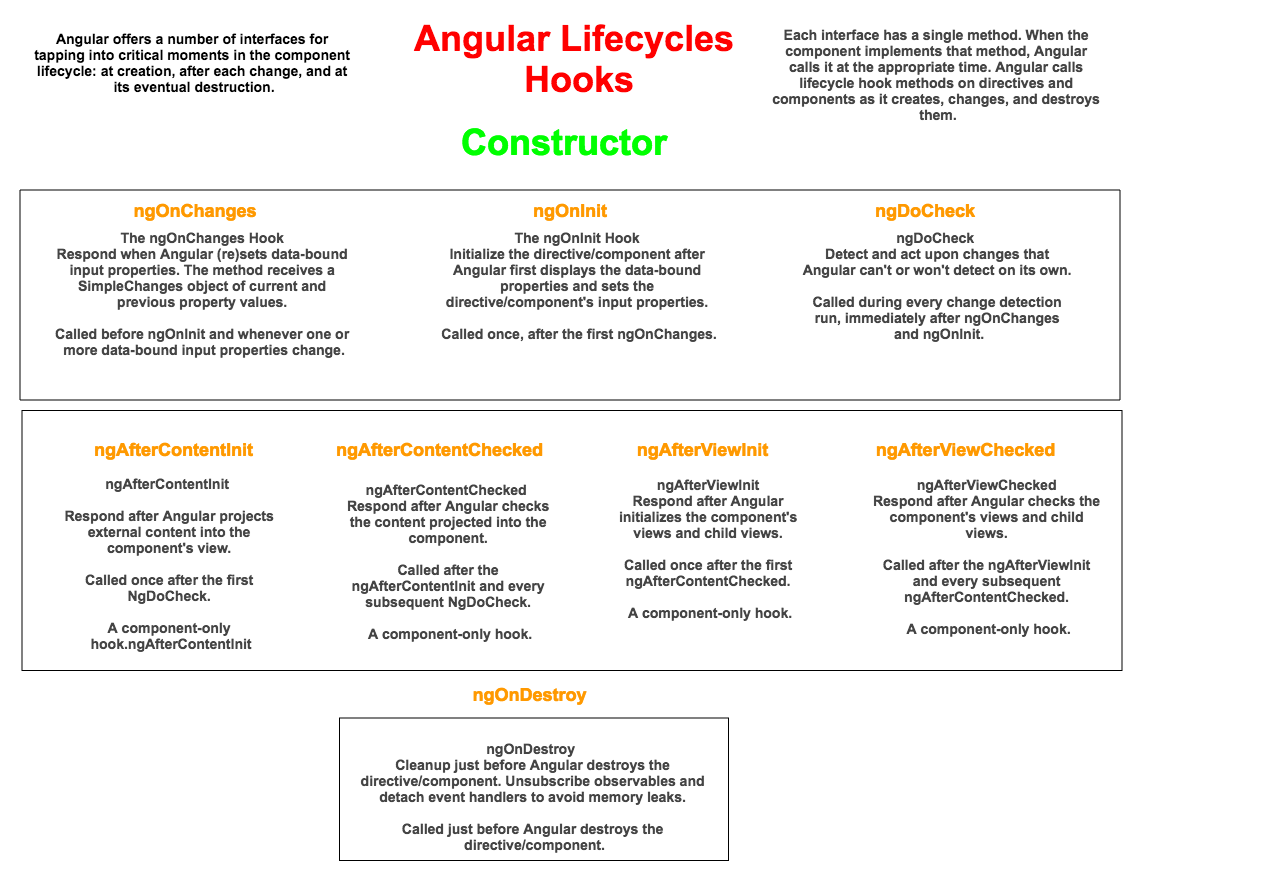 Angular offers a number of interfaces for
tapping into critical moments in the component
lifecycle: at creation, after each change, and at
its eventual destruction.
Angular Lifecycles
Hooks
Each interface has a single method. When the
component implements that method, Angular
calls it at the appropriate time. Angular calls
lifecycle hook methods on directives and
components as it creates, changes, and destroys
them.
Constructor
ngOnChanges
The ngOnChanges Hook
Respond when Angular (re)sets data-bound
input properties. The method receives a
SimpleChanges object of current and
previous property values.
Called before ngOnInit and whenever one or
more data-bound input properties change.
ngOnInit
The ngOnInit Hook
Initialize the directive/component after
Angular first displays the data-bound
properties and sets the
directive/component's input properties.
Called once, after the first ngOnChanges.
ngDoCheck
ngDoCheck
Detect and act upon changes that
Angular can't or won't detect on its own.
Called during every change detection
run, immediately after ngOnChanges
and ngOnInit.
ngAfterContentInit
ngAfterContentInit
Respond after Angular projects
external content into the
component's view.
Called once after the first
NgDoCheck.
A component-only
hook.ngAfterContentInit
ngAfterContentChecked
ngAfterContentChecked
Respond after Angular checks
the content projected into the
component.
Called after the
ngAfterContentInit and every
subsequent NgDoCheck.
A component-only hook.
ngAfterViewInit
ngAfterViewInit
Respond after Angular
initializes the component's
views and child views.
Called once after the first
ngAfterContentChecked.
A component-only hook.
ngAfterViewChecked
ngAfterViewChecked
Respond after Angular checks the
component's views and child
views.
Called after the ngAfterViewInit
and every subsequent
ngAfterContentChecked.
A component-only hook.
ngOnDestroy
ngOnDestroy
Cleanup just before Angular destroys the
directive/component. Unsubscribe observables and
detach event handlers to avoid memory leaks.
Called just before Angular destroys the
directive/component.